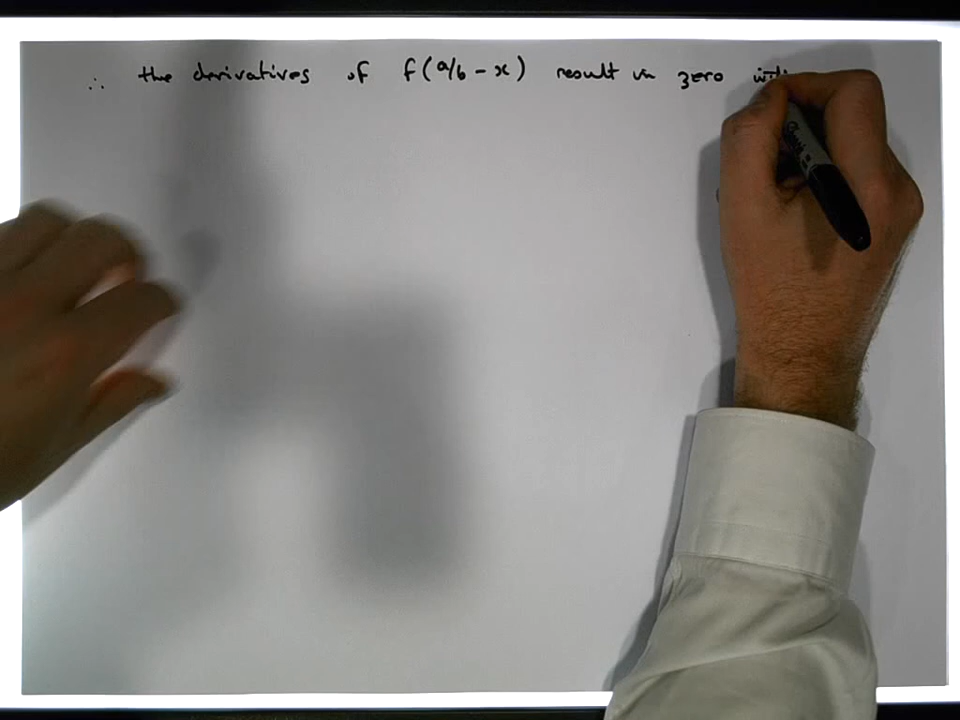 ∴ the derivatives of f(a/b - x) result in zero